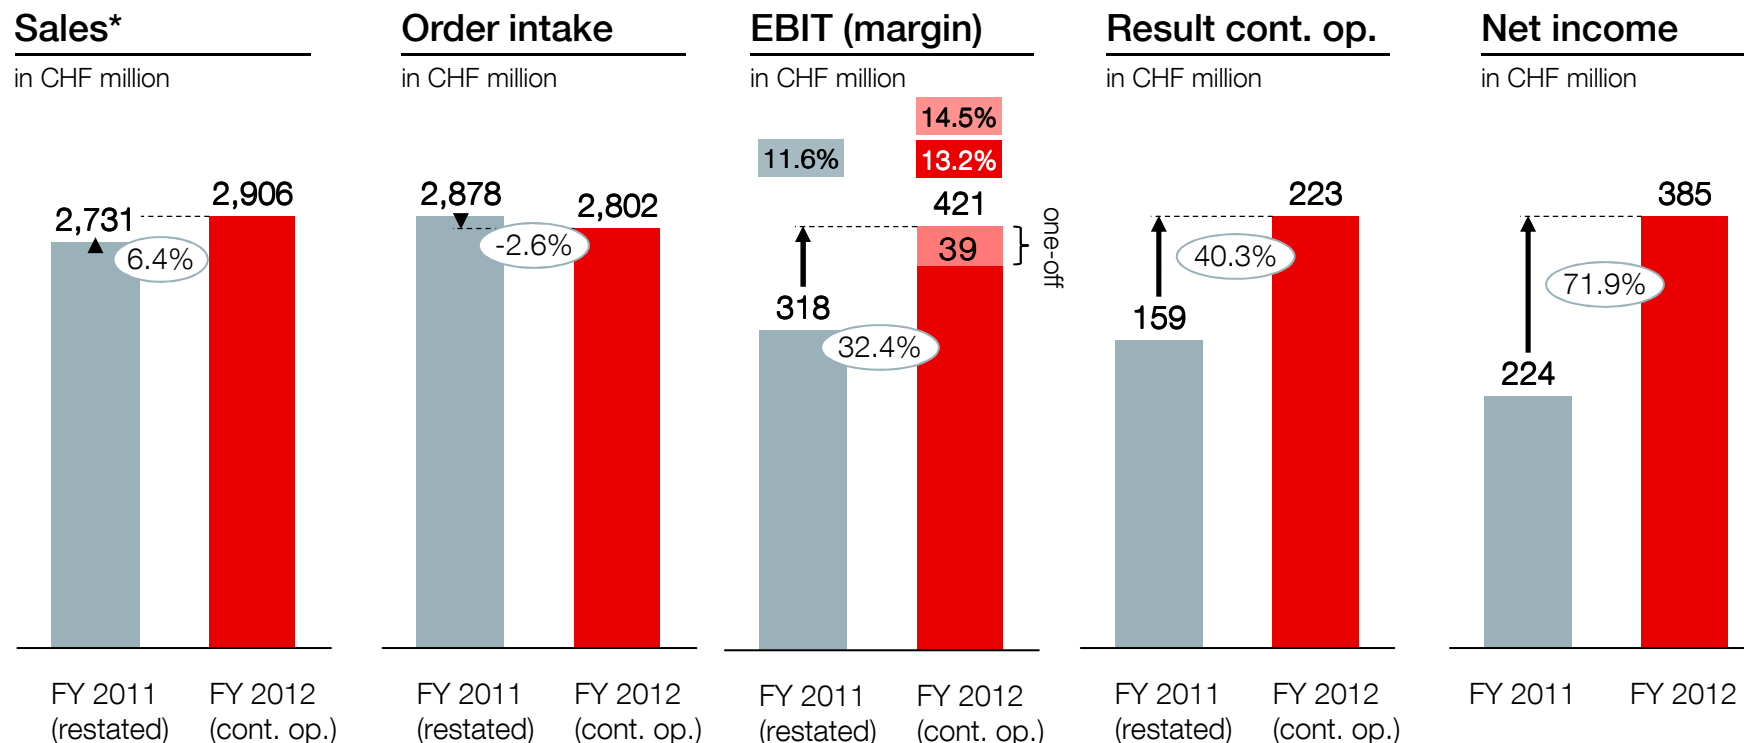 Sales*
in CHF million
2,731
2,906
6.4%
FY 2011
(restated)
FY 2012
(cont. op.)
Order intake
in CHF million
2,878
2,802
-2.6%
FY 2011
(restated)
FY 2012
(cont. op.)
EBIT (margin)
in CHF million
14.5%
11.6%
13.2%
421
39
one-off
318
32.4%
FY 2011
(restated)
FY 2012
(cont. op.)
Result cont. op.
in CHF million
223
40.3%
159
FY 2011
(restated)
FY 2012
(cont. op.)
Net income
in CHF million
385
71.9%
224
FY 2011
FY 2012